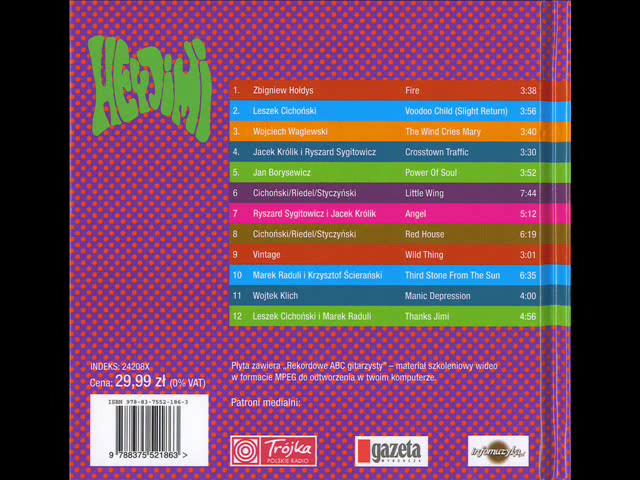 HEY JIMI
1. Zbigniew Hołdys Fire 3:38
2. Leszek Cichoński Voodoo Child (Slight Return) 3:56
3. Wojciech Waglewski The Wind Cries Mary 3:40
4. Jacek Królik i Ryszard Sygitowicz Crosstown Traffic 3:30
5. Jan Borysewicz Power Of Soul 3:52
6 Cichoński/Riedel/Styczyński Little Wing 7:44
7 Ryszard Sygitowicz i Jacek Królik Angel 5:12
8 Cichoński/Riedel/Styczyński Red House 6:19
9 Vintage Wild Thing 3:01
10 Marek Raduli i Krzysztof Ścierański Third Stone From The Sun 6:35
11 Wojtek Klich Manic Depression 4:00
12 Leszek Cichoński i Marek Raduli Thanks Jimi 4:56
INDEKS: 24208X
Cena: 29,99 zł (0% VAT)
ISBN 978-83-7552-186-3
9 788375 521863 >
Płyta zawiera „Rekordowe ABC gitarzysty” – materiał szkoleniowy wideo
w formacie MPEG do odtworzenia w twoim komputerze.
Patroni medialni:
Trójka
POLSKIE RADIO
gazeta
WYBORCZA
infomuzyka.pl